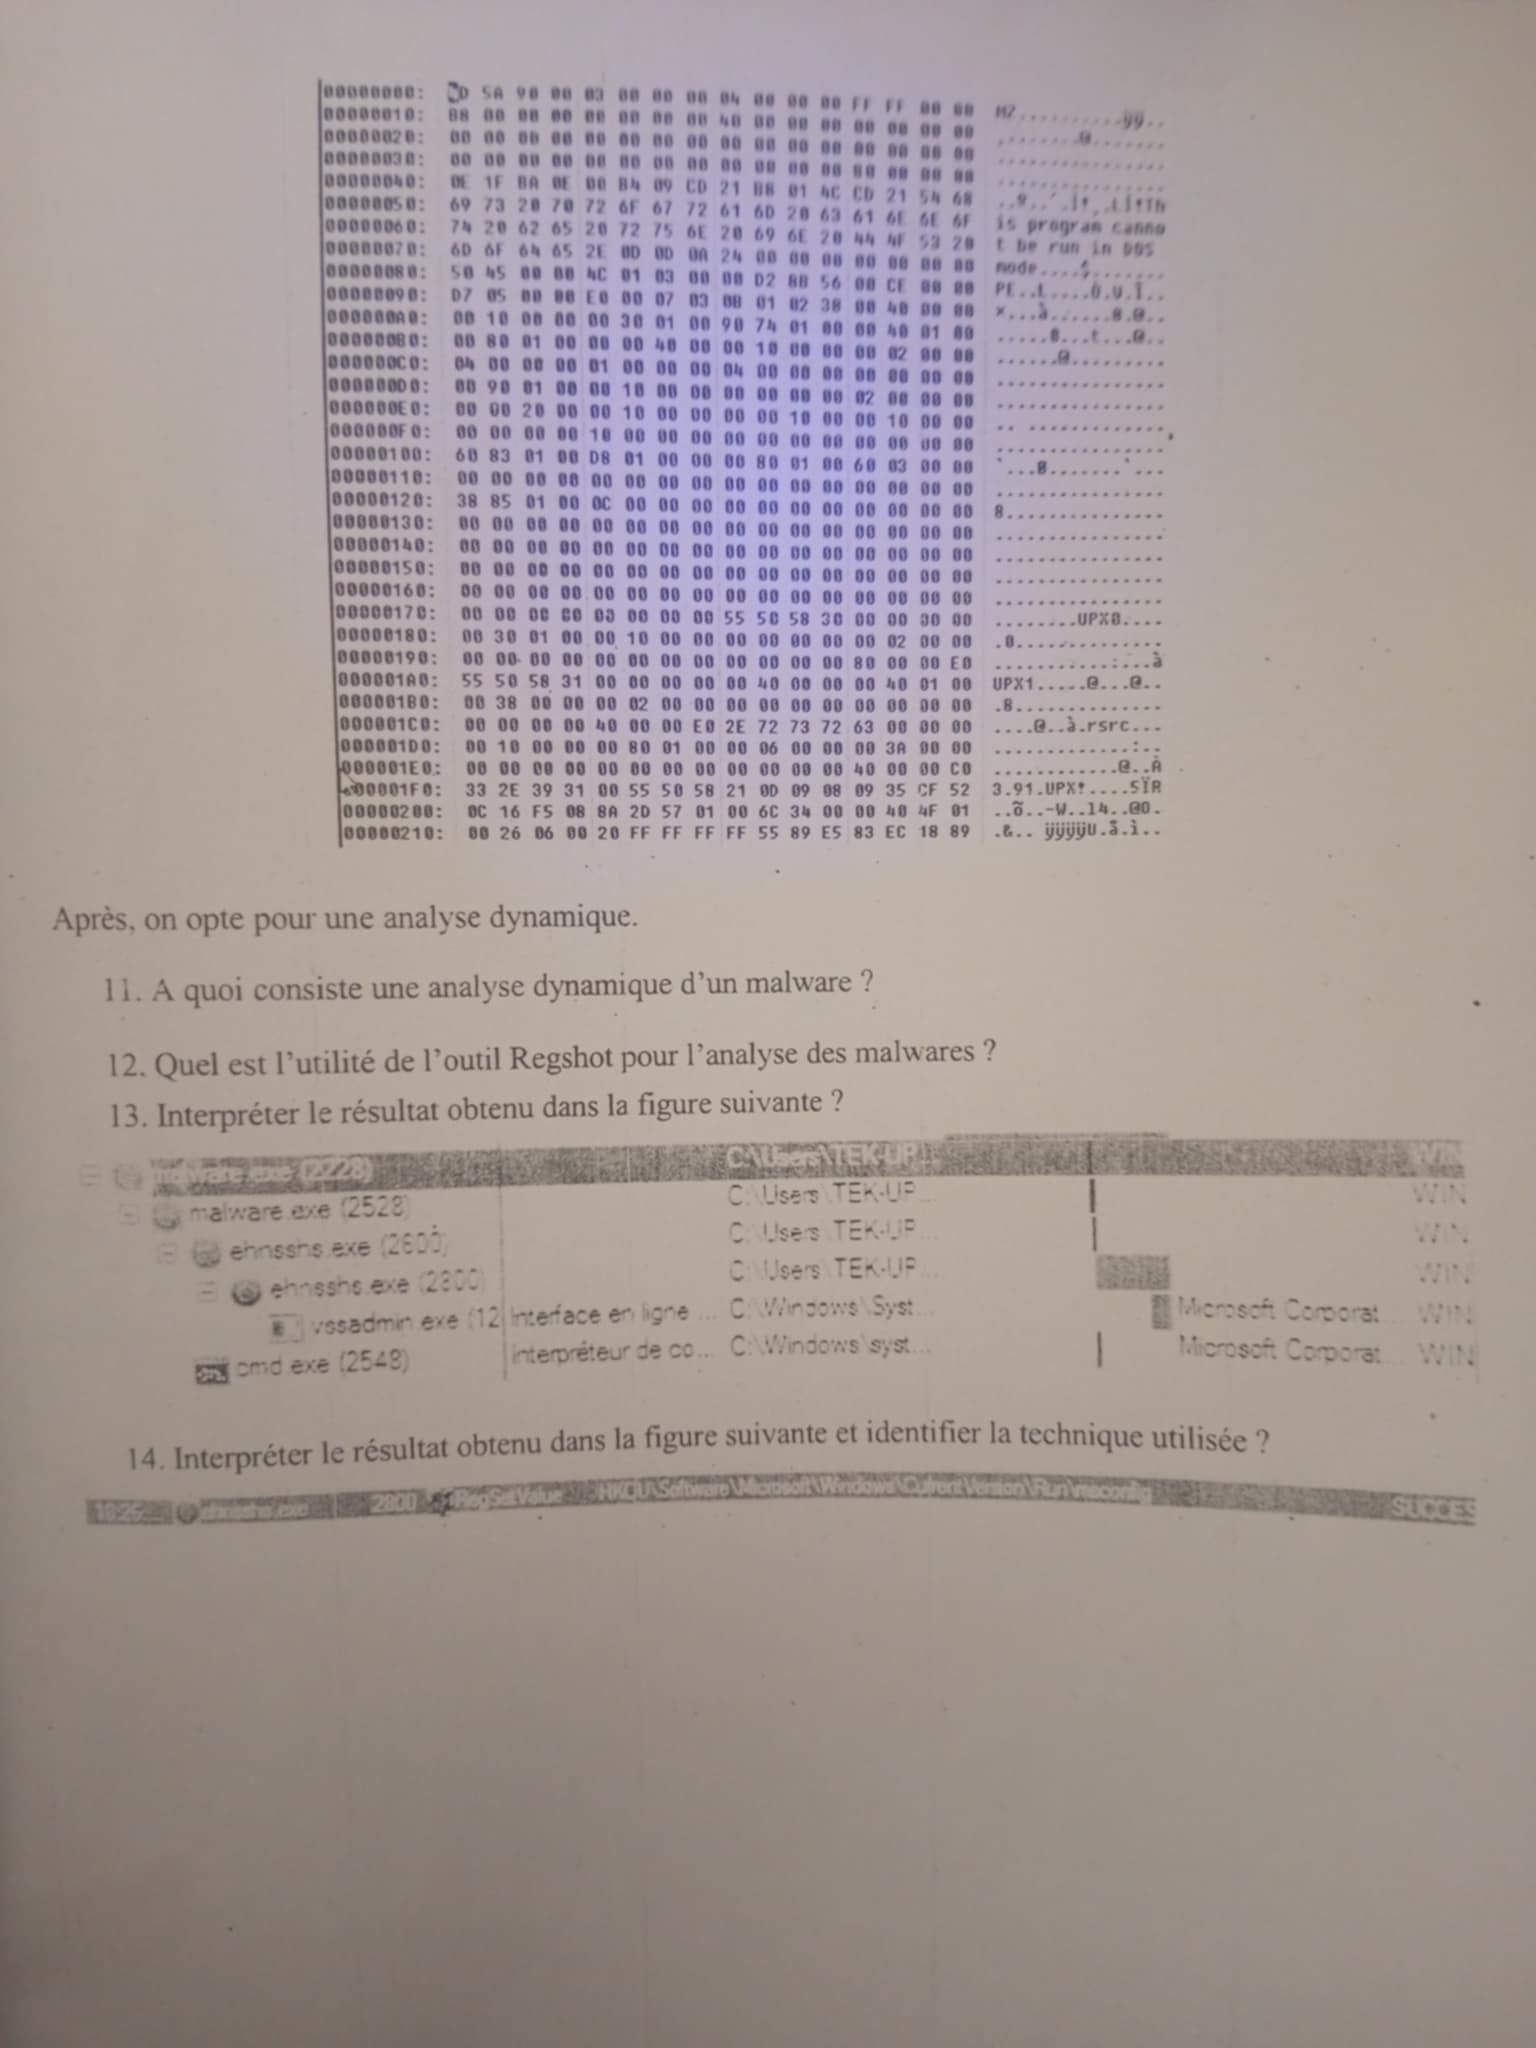 00000000: 5A 90 00 03 00 00 00 04 00 00 00 FF FF 00 00 MZ..........ÿÿ..
00000010: B8 00 00 00 00 00 00 00 40 00 00 00 00 00 00 00 ........@.......
00000020: 00 00 00 00 00 00 00 00 00 00 00 00 00 00 00 00 ................
00000030: 00 00 00 00 00 00 00 00 00 00 00 00 80 00 00 00 ................
00000040: 0E 1F BA 0E 00 B4 09 CD 21 B8 01 4C CD 21 54 68
00000050: 69 73 20 70 72 6F 67 72 61 6D 20 63 61 6E 6E 6F is program canno
00000060: 74 20 62 65 20 72 75 6E 20 69 6E 20 44 4F 53 20 t be run in DOS
00000070: 6D 6F 64 65 2E 0D 0D 0A 24 00 00 00 00 00 00 00 mode....$.......
00000080: 50 45 00 00 4C 01 03 00 00 D2 8B 56 00 CE 00 00 PE..L....Ò.V.Î..
00000090: D7 05 00 00 E0 00 07 03 0B 01 02 38 00 40 00 00 ×...à......8.@..
000000A0: 00 10 00 00 00 30 01 00 90 74 01 00 00 40 01 00 .....0...t...@..
000000B0: 00 80 01 00 00 00 40 00 00 10 00 00 00 02 00 00 ......@.........
000000C0: 04 00 00 00 01 00 00 00 04 00 00 00 00 00 00 00 ................
000000D0: 00 90 01 00 00 10 00 00 00 00 00 00 02 00 00 00 ................
000000E0: 00 00 20 00 00 10 00 00 00 00 10 00 00 10 00 00 .. .............
000000F0: 00 00 00 00 10 00 00 00 00 00 00 00 00 00 00 00 ................
00000100: 60 83 01 00 D8 01 00 00 00 80 01 00 60 03 00 00 `...Ø.......`...
00000110: 00 00 00 00 00 00 00 00 00 00 00 00 00 00 00 00 ................
00000120: 38 85 01 00 0C 00 00 00 00 00 00 00 00 00 00 00 8...............
00000130: 00 00 00 00 00 00 00 00 00 00 00 00 00 00 00 00 ................
00000140: 00 00 00 00 00 00 00 00 00 00 00 00 00 00 00 00 ................
00000150: 00 00 00 00 00 00 00 00 00 00 00 00 00 00 00 00 ................
00000160: 00 00 00 00 00 00 00 00 00 00 00 00 00 00 00 00 ................
00000170: 00 00 00 00 00 00 00 00 55 50 58 30 00 00 00 00 ........UPX0....
00000180: 00 30 01 00 00 10 00 00 00 00 00 00 00 02 00 00 .0..............
00000190: 00 00 00 00 00 00 00 00 00 00 00 00 80 00 00 E0 ...............à
000001A0: 55 50 58 31 00 00 00 00 00 40 00 00 00 40 01 00 UPX1.....@...@..
000001B0: 00 38 00 00 00 02 00 00 00 00 00 00 00 00 00 00 .8..............
000001C0: 00 00 00 00 40 00 00 E0 2E 72 73 72 63 00 00 00 ....@..à.rsrc...
000001D0: 00 10 00 00 00 80 01 00 00 06 00 00 00 3A 00 00 .............:..
000001E0: 00 00 00 00 00 00 00 00 00 00 00 00 40 00 00 C0 ............@..À
000001F0: 33 2E 39 31 00 55 50 58 21 0D 09 08 09 35 CF 52 3.91.UPX!....5ÏR
00000200: 0C 16 F5 08 8A 2D 57 01 00 6C 34 00 00 40 4F 01 ..õ..-W..l4..@O.
00000210: 00 26 06 00 20 FF FF FF FF 55 89 E5 83 EC 18 89 .&.. ÿÿÿÿU.å.ì..
Après, on opte pour une analyse dynamique.
11. A quoi consiste une analyse dynamique d'un malware ?
12. Quel est l'utilité de l'outil Regshot pour l'analyse des malwares ?
13. Interpréter le résultat obtenu dans la figure suivante ?
malware.exe (2228) C:\Users\TEK-UP... WIN
malware.exe (2528) C:\Users\TEK-UP... WIN
ehnsshs.exe (2600) C:\Users\TEK-UP... WIN
ehnsshs.exe (2800) C:\Users\TEK-UP... WIN
vssadmin.exe (12 Interface en ligne ... C:\Windows\Syst... Microsoft Corporat... WIN
cmd.exe (2548) Interpréteur de co... C:\Windows\syst... Microsoft Corporat... WIN
14. Interpréter le résultat obtenu dans la figure suivante et identifier la technique utilisée ?
ehnsshs.exe 2800 RegSetValue HKCU\Software\Microsoft\Windows\CurrentVersion\Run\msconfig SUCCES